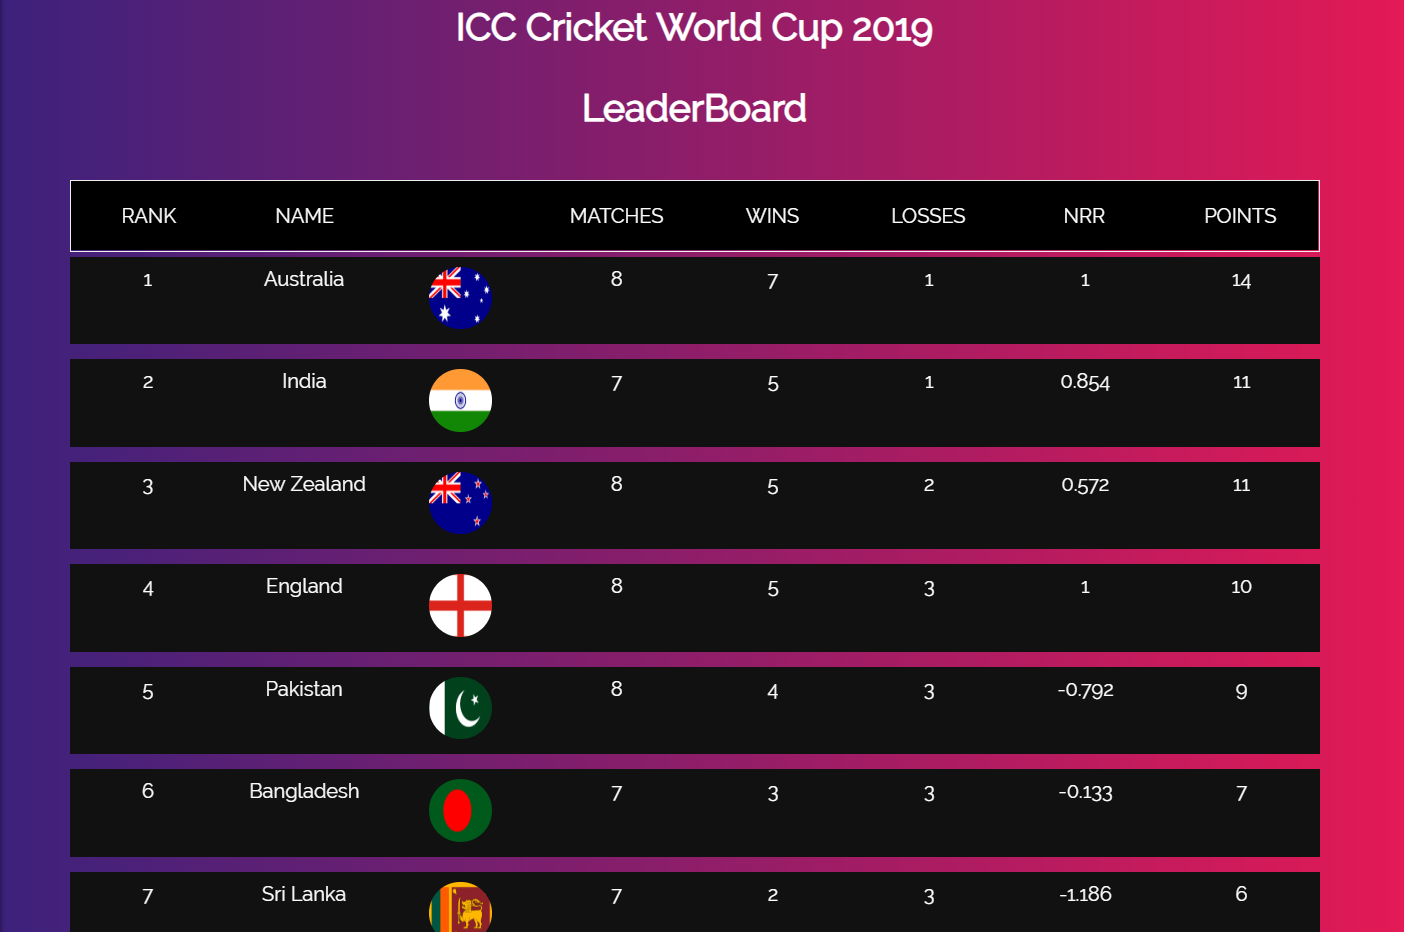 ICC Cricket World Cup 2019
LeaderBoard
RANK NAME MATCHES WINS LOSSES NRR POINTS
1 Australia 8 7 1 1 14
2 India 7 5 1 0.854 11
3 New Zealand 8 5 2 0.572 11
4 England 8 5 3 1 10
5 Pakistan 8 4 3 -0.792 9
6 Bangladesh 7 3 3 -0.133 7
7 Sri Lanka 7 2 3 -1.186 6